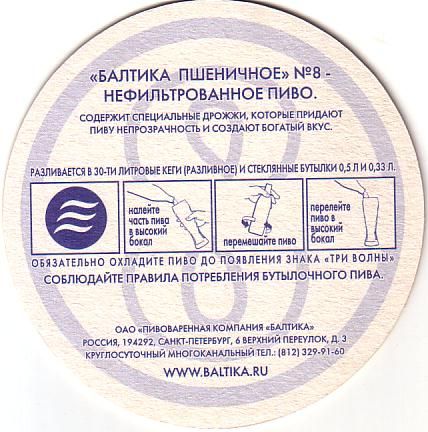 «БАЛТИКА ПШЕНИЧНОЕ» №8 -
НЕФИЛЬТРОВАННОЕ ПИВО.
СОДЕРЖИТ СПЕЦИАЛЬНЫЕ ДРОЖЖИ, КОТОРЫЕ ПРИДАЮТ
ПИВУ НЕПРОЗРАЧНОСТЬ И СОЗДАЮТ БОГАТЫЙ ВКУС.
РАЗЛИВАЕТСЯ В 30-ТИ ЛИТРОВЫЕ КЕГИ (РАЗЛИВНОЕ) И СТЕКЛЯННЫЕ БУТЫЛКИ 0,5 Л И 0,33 Л.
налейте
часть пива
в высокий
бокал
перемешайте пиво
перелейте
пиво в
высокий
бокал
ОБЯЗАТЕЛЬНО ОХЛАДИТЕ ПИВО ДО ПОЯВЛЕНИЯ ЗНАКА «ТРИ ВОЛНЫ»
СОБЛЮДАЙТЕ ПРАВИЛА ПОТРЕБЛЕНИЯ БУТЫЛОЧНОГО ПИВА.
ОАО «ПИВОВАРЕННАЯ КОМПАНИЯ «БАЛТИКА»
РОССИЯ, 194292, САНКТ-ПЕТЕРБУРГ, 6 ВЕРХНИЙ ПЕРЕУЛОК, Д. 3
КРУГЛОСУТОЧНЫЙ МНОГОКАНАЛЬНЫЙ ТЕЛ.: (812) 329-91-60
WWW.BALTIKA.RU